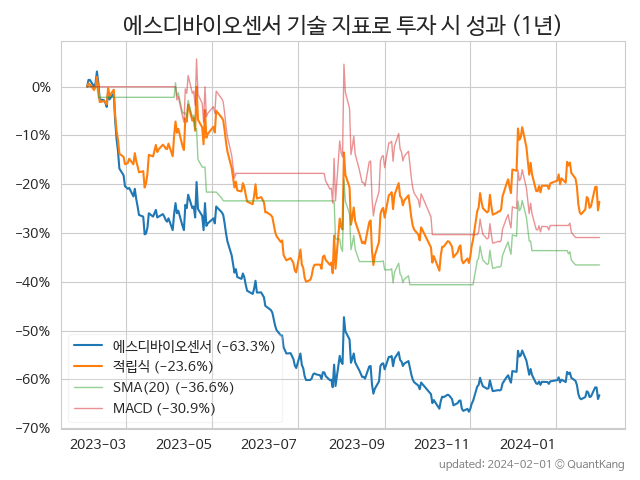 에스디바이오센서 기술 지표로 투자 시 성과 (1년)
0%
−10%
−20%
−30%
−40%
−50%
−60%
−70%
에스디바이오센서 (−63.3%)
적립식 (−23.6%)
SMA(20) (−36.6%)
MACD (−30.9%)
2023-03 2023-05 2023-07 2023-09 2023-11 2024-01
updated: 2024-02-01 © QuantKang